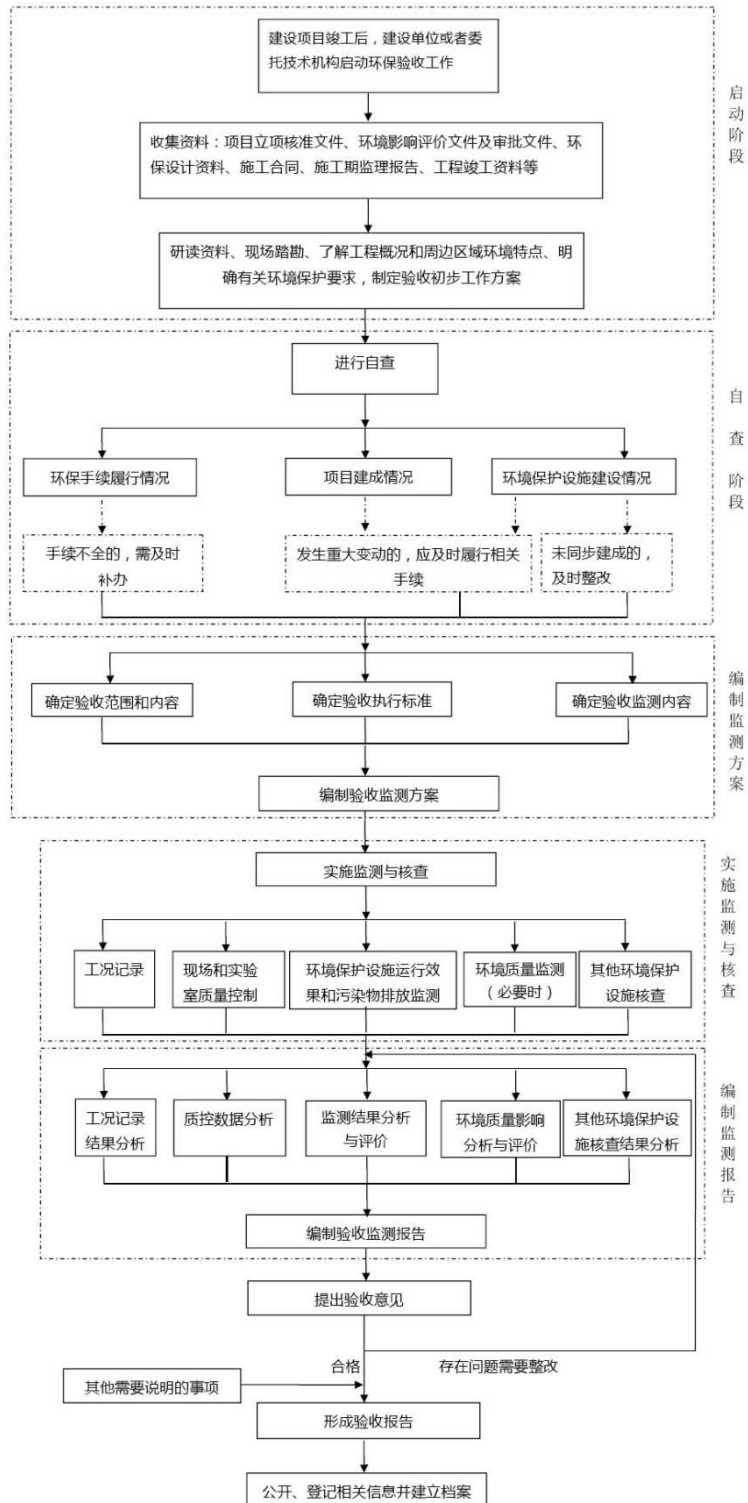 建设项目竣工后，建设单位或者委
托技术机构启动环保验收工作
收集资料：项目立项核准文件、环境影响评价文件及审批文件、环
保设计资料、施工合同、施工期监理报告、工程竣工资料等
研读资料、现场踏勘、了解工程概况和周边区域环境特点、明
确有关环境保护要求，制定验收初步工作方案
启动阶段
进行自查
环保手续履行情况
项目建成情况
环境保护设施建设情况
手续不全的，需及时
补办
发生重大变动的，应及时履行相关
手续
未同步建成的，
及时整改
自查阶段
确定验收范围和内容
确定验收执行标准
确定验收监测内容
编制验收监测方案
编制监测方案
实施监测与核查
工况记录
现场和实验
室质量控制
环境保护设施运行效
果和污染物排放监测
环境质量监测
（必要时）
其他环境保护
设施核查
实施监测与核查
工况记录
结果分析
质控数据分析
监测结果分析
与评价
环境质量影响
分析与评价
其他环境保护设
施核查结果分析
编制验收监测报告
编制监测报告
提出验收意见
合格
存在问题需要整改
其他需要说明的事项
形成验收报告
公开、登记相关信息并建立档案